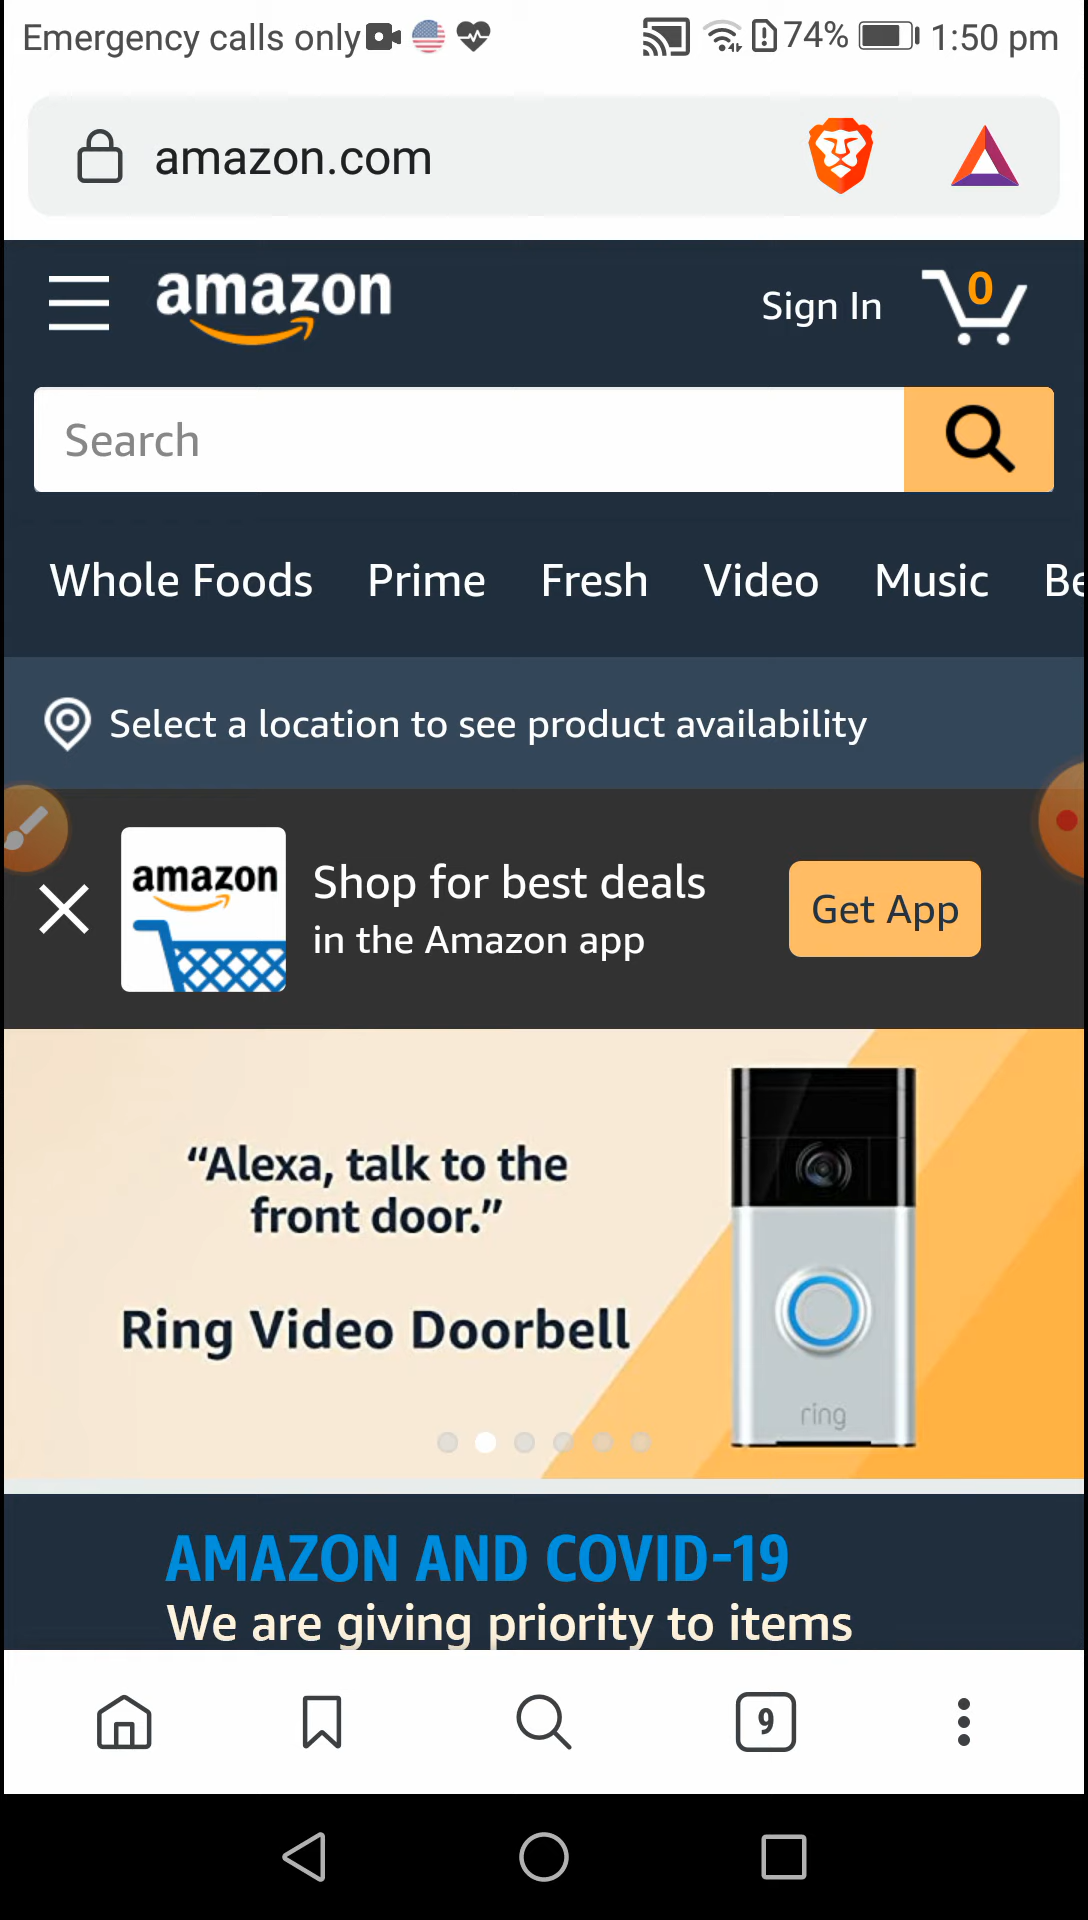 Emergency calls only 74% 1:50 pm
amazon.com
amazon Sign In 0
Search
Whole Foods Prime Fresh Video Music Be
Select a location to see product availability
amazon
Shop for best deals
in the Amazon app
Get App
“Alexa, talk to the
front door.”
Ring Video Doorbell
ring
AMAZON AND COVID-19
We are giving priority to items
9